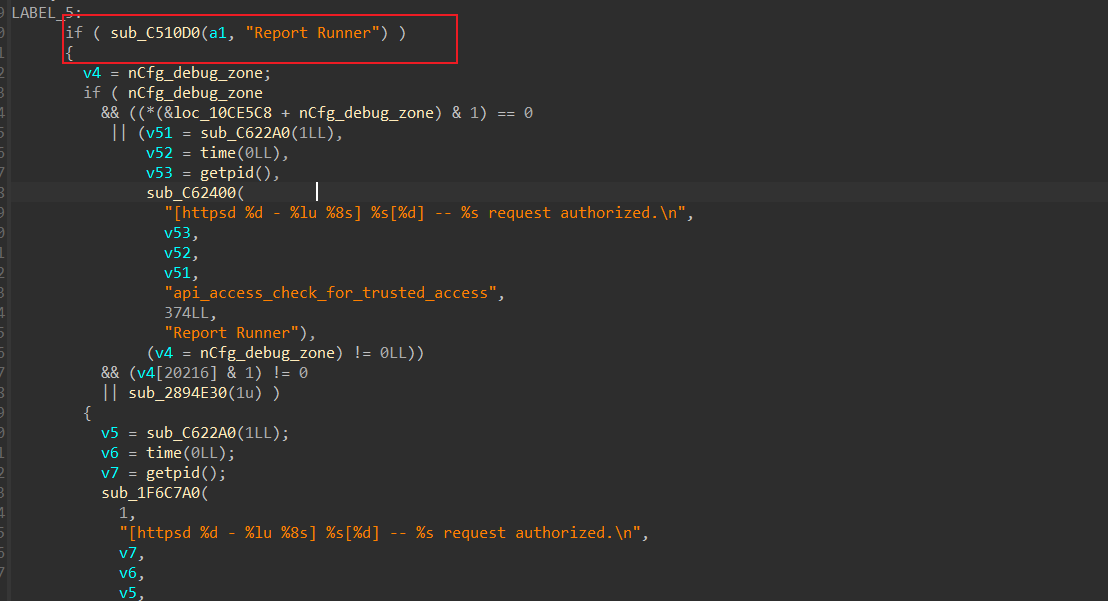 LABEL_5:
if ( sub_C510D0(a1, "Report Runner") )
{
v4 = nCfg_debug_zone;
if ( nCfg_debug_zone
&& ((*(&loc_10CE5C8 + nCfg_debug_zone) & 1) == 0
|| (v51 = sub_C622A0(1LL),
v52 = time(0LL),
v53 = getpid(),
sub_C62400(
"[httpsd %d - %lu %8s] %s[%d] -- %s request authorized.\n",
v53,
v52,
v51,
"api_access_check_for_trusted_access",
374LL,
"Report Runner"),
(v4 = nCfg_debug_zone) != 0LL))
&& (v4[20216] & 1) != 0
|| sub_2894E30(1u) )
{
v5 = sub_C622A0(1LL);
v6 = time(0LL);
v7 = getpid();
sub_1F6C7A0(
1,
"[httpsd %d - %lu %8s] %s[%d] -- %s request authorized.\n",
v7,
v6,
v5,